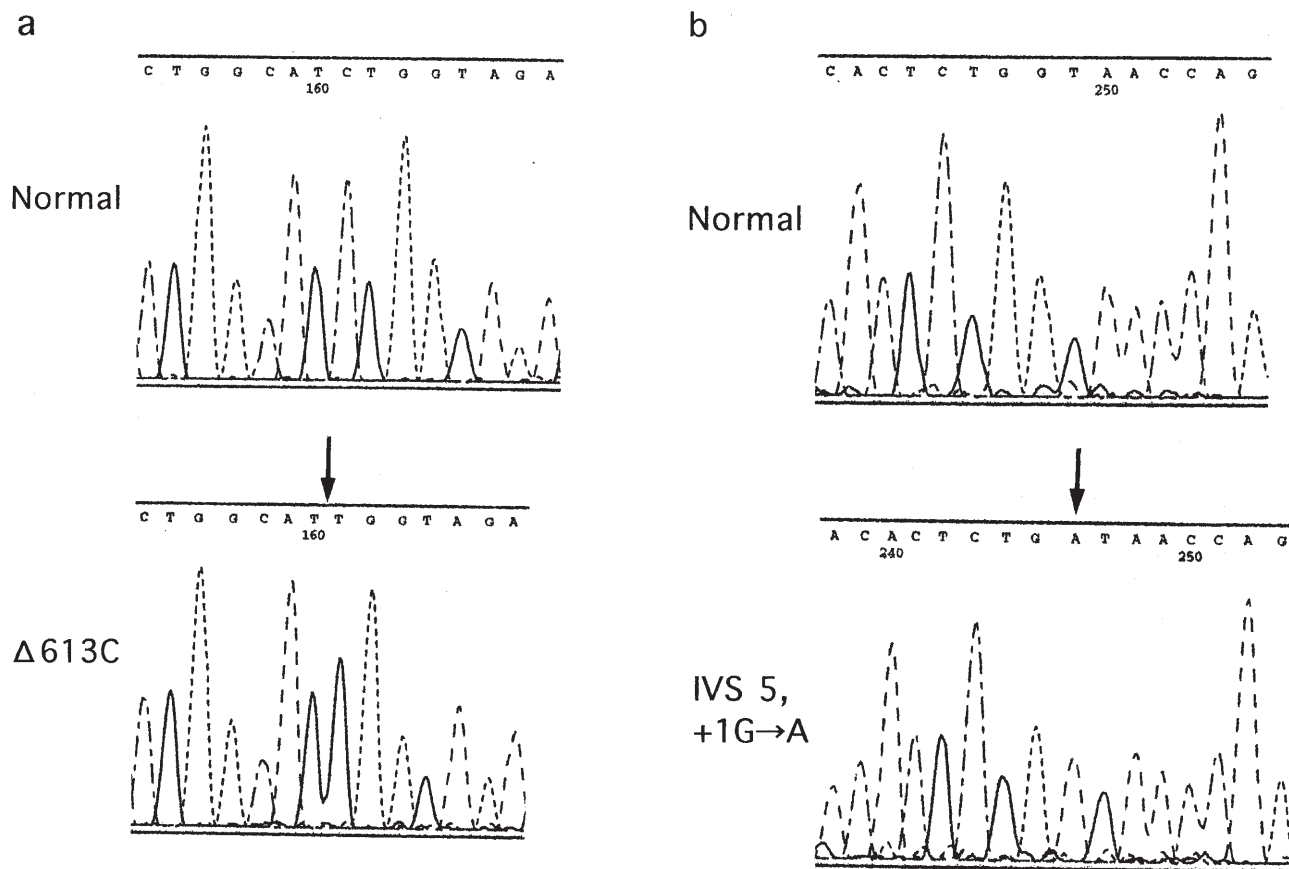 a
C T G G C A T C T G G T A G A
160
Normal
C T G G C A T T G G T A G A
160
Δ613C
b
C A C T C T G G T A A C C A G
250
Normal
A C A C T C T G A T A A C C A G
240 250
IVS 5,
+1G→A